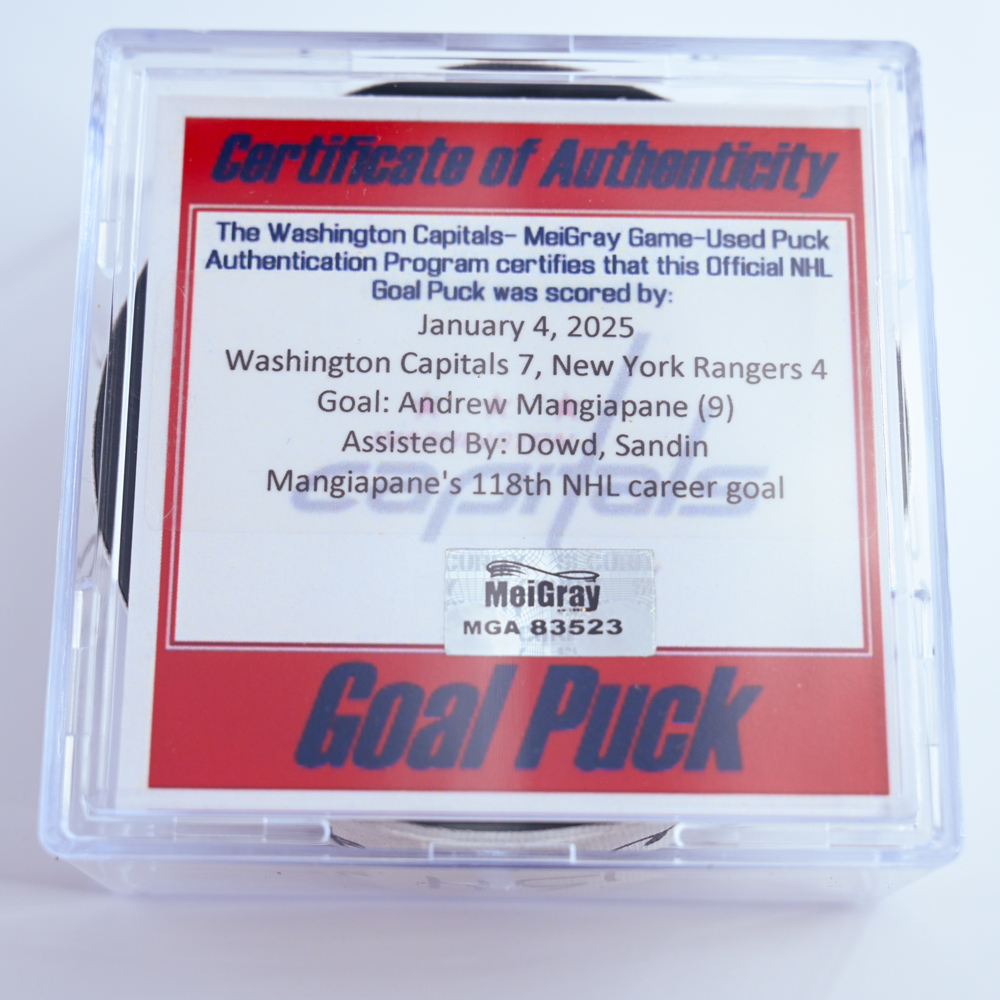 Certificate of Authenticity
The Washington Capitals- MeiGray Game-Used Puck
Authentication Program certifies that this Official NHL
Goal Puck was scored by:
January 4, 2025
Washington Capitals 7, New York Rangers 4
Goal: Andrew Mangiapane (9)
Assisted By: Dowd, Sandin
Mangiapane's 118th NHL career goal
capitals
MeiGray
MGA 83523
Goal Puck